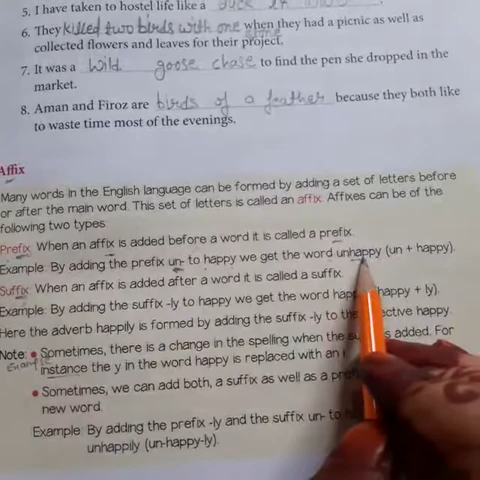 5. I have taken to hostel life like a duck
6. They killed two birds with one stone when they had a picnic as well as
collected flowers and leaves for their project.
7. It was a wild goose chase to find the pen she dropped in the
market.
8. Aman and Firoz are birds of a feather because they both like
to waste time most of the evenings.
Affix
Many words in the English language can be formed by adding a set of letters before
or after the main word. This set of letters is called an affix. Affixes can be of the
following two types:
Prefix: When an affix is added before a word it is called a prefix.
Example: By adding the prefix un- to happy we get the word unhappy (un + happy).
Suffix: When an affix is added after a word it is called a suffix.
Example: By adding the suffix -ly to happy we get the word happ happy + ly).
Here the adverb happily is formed by adding the suffix -ly to the ective happy.
Note: • Sometimes, there is a change in the spelling when the su s added. For
Example instance the y in the word happy is replaced with an
• Sometimes, we can add both, a suffix as well as a pre
new word.
Example: By adding the prefix -ly and the suffix un- to h
unhappily (un-happy-ly).